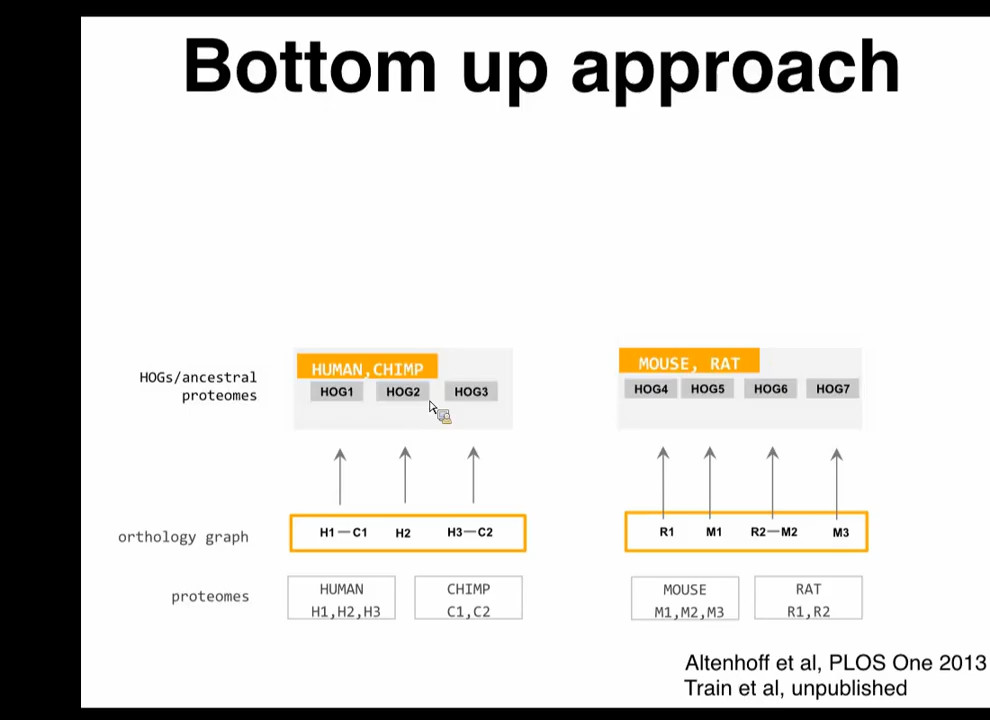 Bottom up approach
HOGs/ancestral
proteomes
HUMAN,CHIMP
HOG1 HOG2 HOG3
MOUSE, RAT
HOG4 HOG5 HOG6 HOG7
orthology graph
H1—C1 H2 H3—C2
R1 M1 R2—M2 M3
proteomes
HUMAN
H1,H2,H3
CHIMP
C1,C2
MOUSE
M1,M2,M3
RAT
R1,R2
Altenhoff et al, PLOS One 2013
Train et al, unpublished